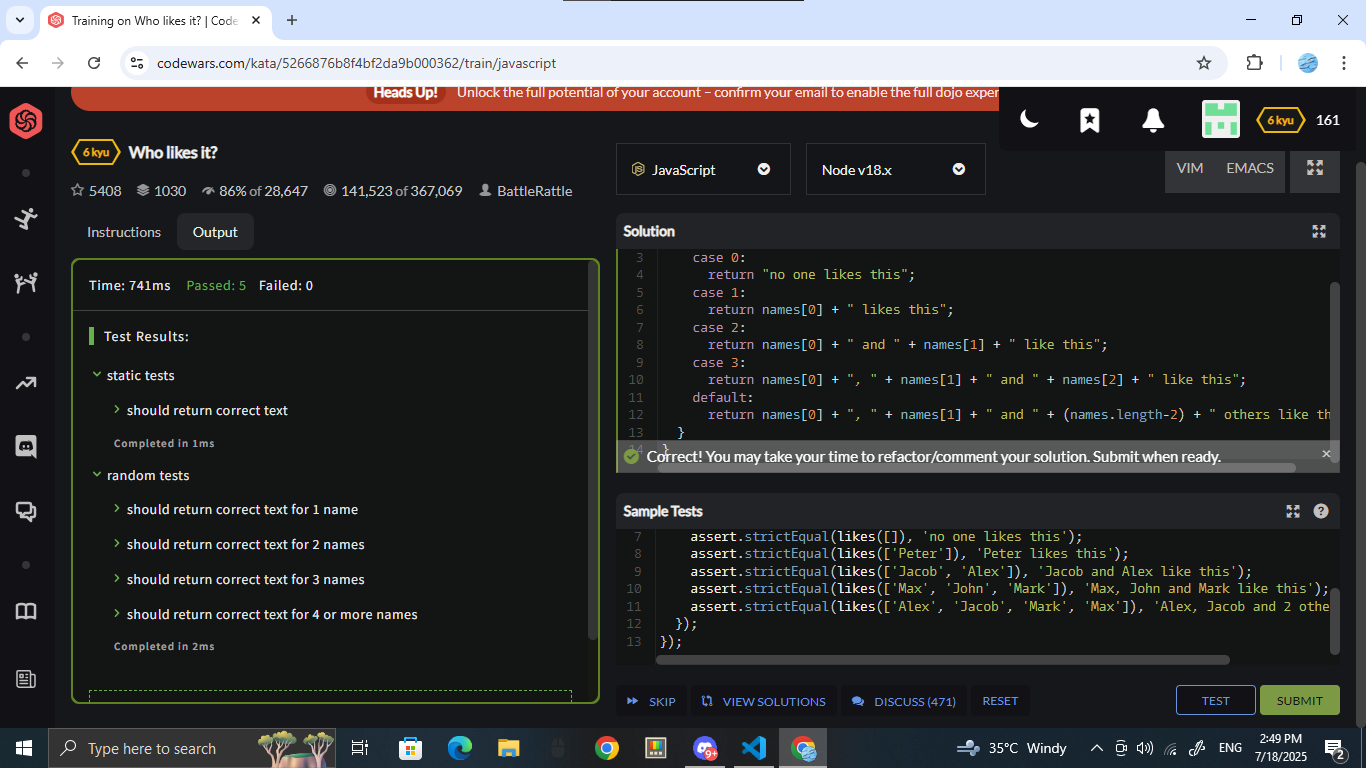 Training on Who likes it? | Code
codewars.com/kata/5266876b8f4bf2da9b000362/train/javascript
Heads Up! Unlock the full potential of your account – confirm your email to enable the full dojo exper
6 kyu 161
6 kyu Who likes it?
5408 1030 86% of 28,647 141,523 of 367,069 BattleRattle
JavaScript Node v18.x VIM EMACS
Instructions Output
Time: 741ms Passed: 5 Failed: 0
Test Results:
static tests
should return correct text
Completed in 1ms
random tests
should return correct text for 1 name
should return correct text for 2 names
should return correct text for 3 names
should return correct text for 4 or more names
Completed in 2ms
Solution
3 case 0:
4 return "no one likes this";
5 case 1:
6 return names[0] + " likes this";
7 case 2:
8 return names[0] + " and " + names[1] + " like this";
9 case 3:
10 return names[0] + ", " + names[1] + " and " + names[2] + " like this";
11 default:
12 return names[0] + ", " + names[1] + " and " + (names.length-2) + " others like th
13 }
14 }
Correct! You may take your time to refactor/comment your solution. Submit when ready.
Sample Tests
7 assert.strictEqual(likes([]), 'no one likes this');
8 assert.strictEqual(likes(['Peter']), 'Peter likes this');
9 assert.strictEqual(likes(['Jacob', 'Alex']), 'Jacob and Alex like this');
10 assert.strictEqual(likes(['Max', 'John', 'Mark']), 'Max, John and Mark like this');
11 assert.strictEqual(likes(['Alex', 'Jacob', 'Mark', 'Max']), 'Alex, Jacob and 2 othe
12 });
13 });
SKIP VIEW SOLUTIONS DISCUSS (471) RESET TEST SUBMIT
Type here to search
9+
35°C Windy
ENG
2:49 PM
7/18/2025
2